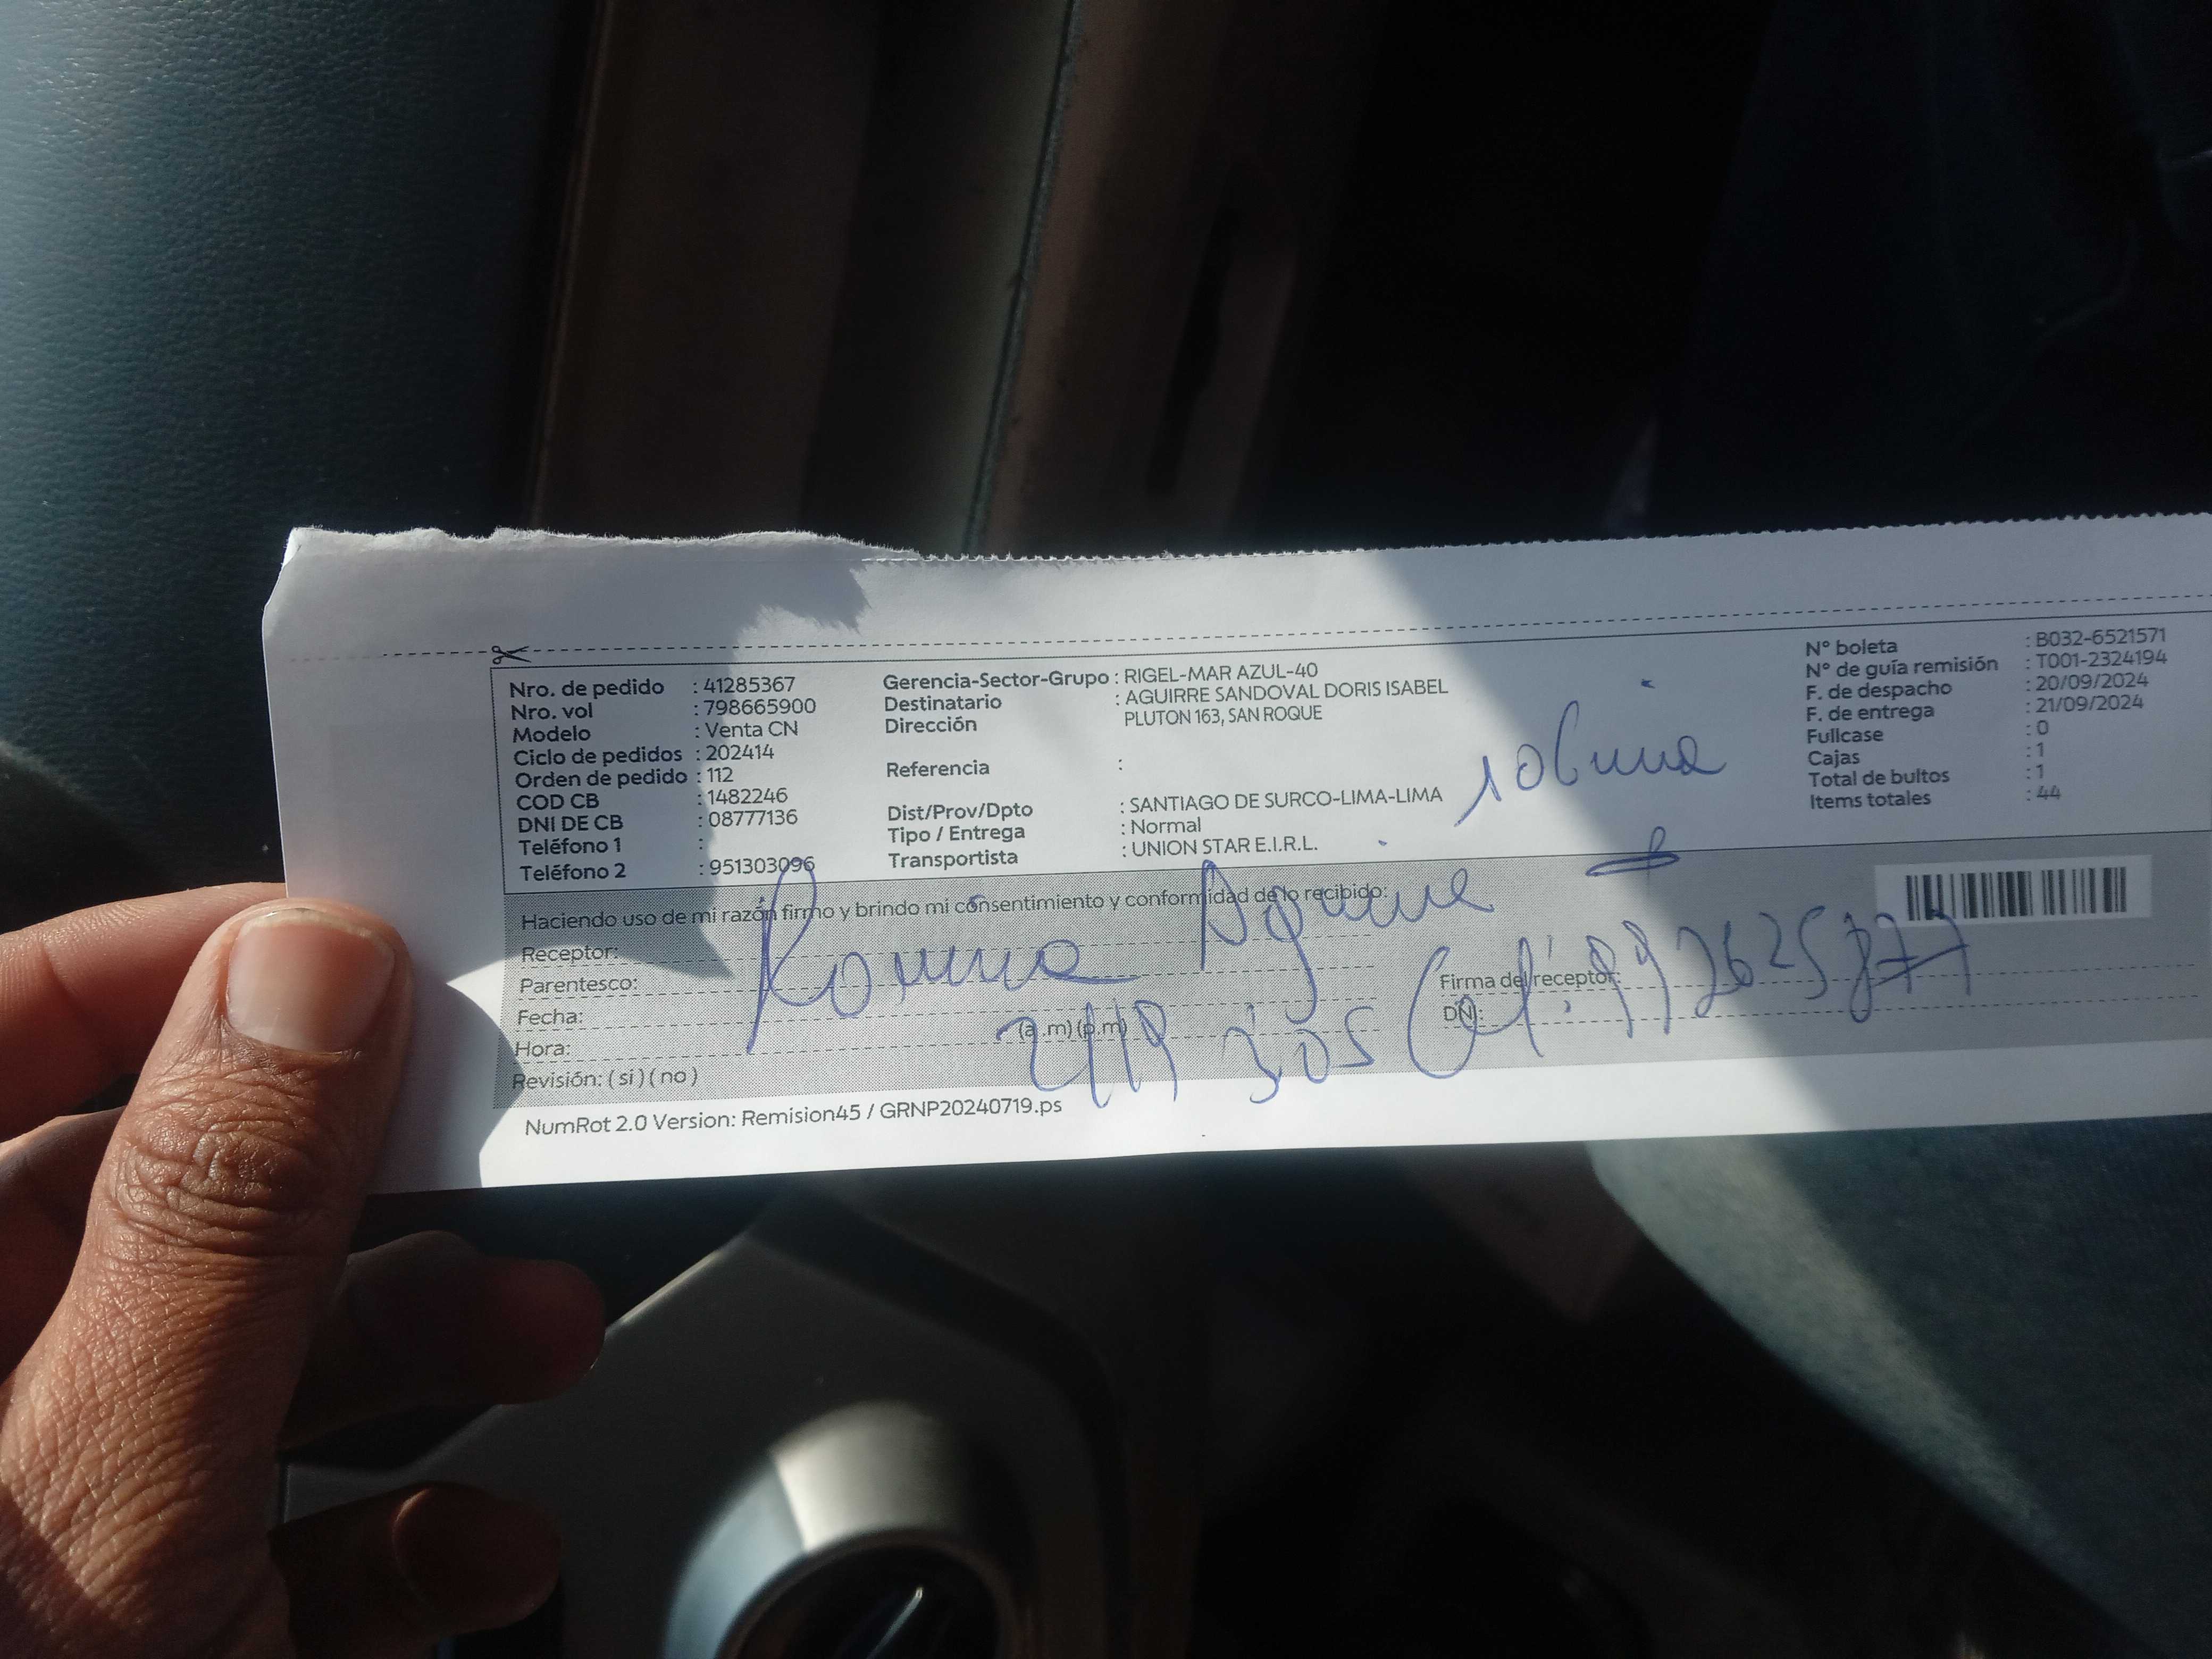 Nro. de pedido : 41285367
Nro. vol : 798665900
Modelo : Venta CN
Ciclo de pedidos : 202414
Orden de pedido : 112
COD CB : 1482246
DNI DE CB : 08777136
Teléfono 1 :
Teléfono 2 : 951303096
Gerencia-Sector-Grupo : RIGEL-MAR AZUL-40
Destinatario : AGUIRRE SANDOVAL DORIS ISABEL
Dirección PLUTON 163, SAN ROQUE
Referencia :
Dist/Prov/Dpto : SANTIAGO DE SURCO-LIMA-LIMA
Tipo / Entrega : Normal
Transportista : UNION STAR E.I.R.L.
N° boleta : B032-6521571
N° de guía remisión : T001-2324194
F. de despacho : 20/09/2024
F. de entrega : 21/09/2024
Fullcase : 0
Cajas : 1
Total de bultos : 1
Items totales : 44
Haciendo uso de mi razón firmo y brindo mi consentimiento y conformidad de lo recibido:
Receptor:
Parentesco:
Fecha:
Hora: (a .m) (p.m)
Revisión: ( si ) ( no )
Firma del receptor:
DNI:
Aguirre
Cel: 992625877
NumRot 2.0 Version: Remision45 / GRNP20240719.ps